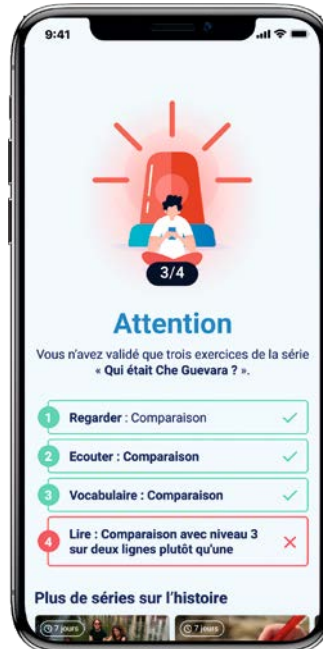 9:41
3/4
Attention
Vous n'avez validé que trois exercices de la série
« Qui était Che Guevara ? ».
1 Regarder : Comparaison
2 Ecouter : Comparaison
3 Vocabulaire : Comparaison
4 Lire : Comparaison avec niveau 3
sur deux lignes plutôt qu'une
Plus de séries sur l'histoire
7 jours 7 jours